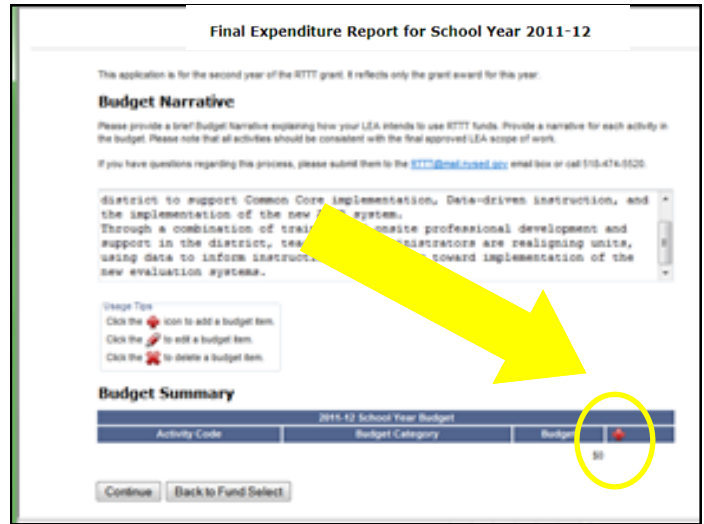 Final Expenditure Report for School Year 2011-12
This application is for the second year of the RTTT grant. It reflects only the grant award for this year.
Budget Narrative
Please provide a brief Budget Narrative explaining how your LEA intends to use RTTT funds. Provide a narrative for each activity in
the budget. Please note that all activities should be consistent with the final approved LEA scope of work.
If you have questions regarding this process, please submit them to the RTTT@mail.nysed.gov email box or call 518-474-5520.
district to support Common Core implementation, Data-driven instruction, and
the implementation of the new system.
Through a combination of onsite professional development and
support in the district, administrators are realigning units,
using data to inform toward implementation of the
new evaluation systems.
Usage Tips
Click the icon to add a budget item.
Click the to edit a budget item.
Click the to delete a budget item.
Budget Summary
2011-12 School Year Budget
Activity Code Budget Category Budget
$0
Continue Back to Fund Select